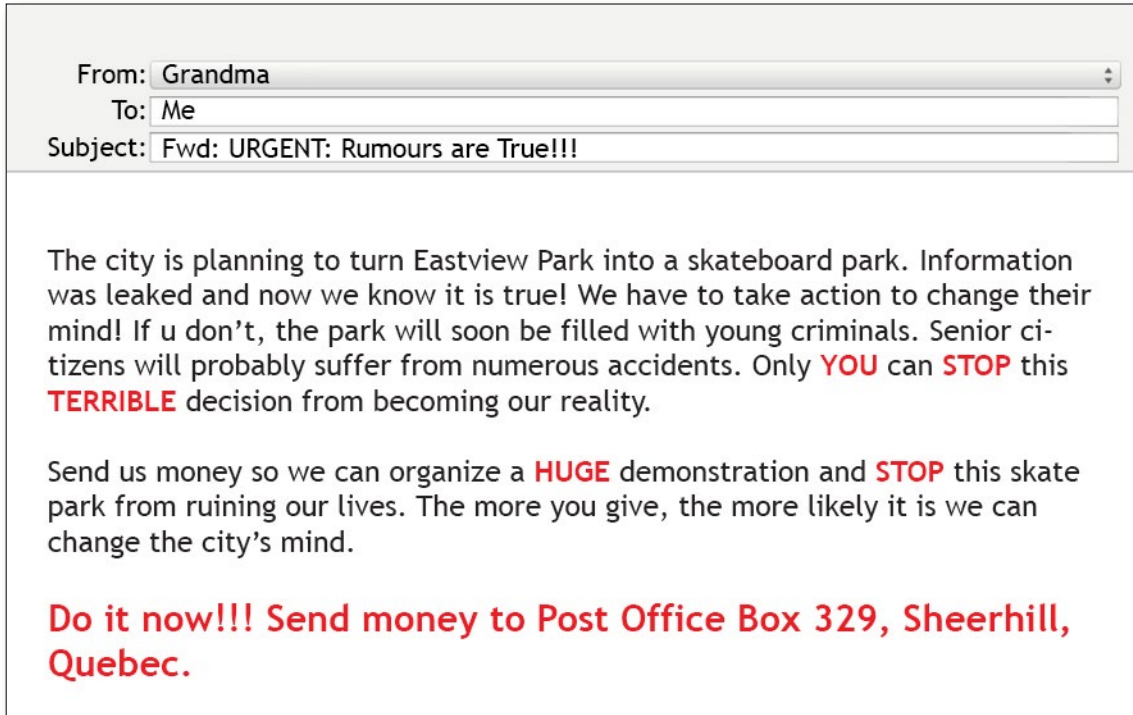 From: Grandma
To: Me
Subject: Fwd: URGENT: Rumours are True!!!
The city is planning to turn Eastview Park into a skateboard park. Information
was leaked and now we know it is true! We have to take action to change their
mind! If u don’t, the park will soon be filled with young criminals. Senior ci-
tizens will probably suffer from numerous accidents. Only YOU can STOP this
TERRIBLE decision from becoming our reality.
Send us money so we can organize a HUGE demonstration and STOP this skate
park from ruining our lives. The more you give, the more likely it is we can
change the city’s mind.
Do it now!!! Send money to Post Office Box 329, Sheerhill,
Quebec.